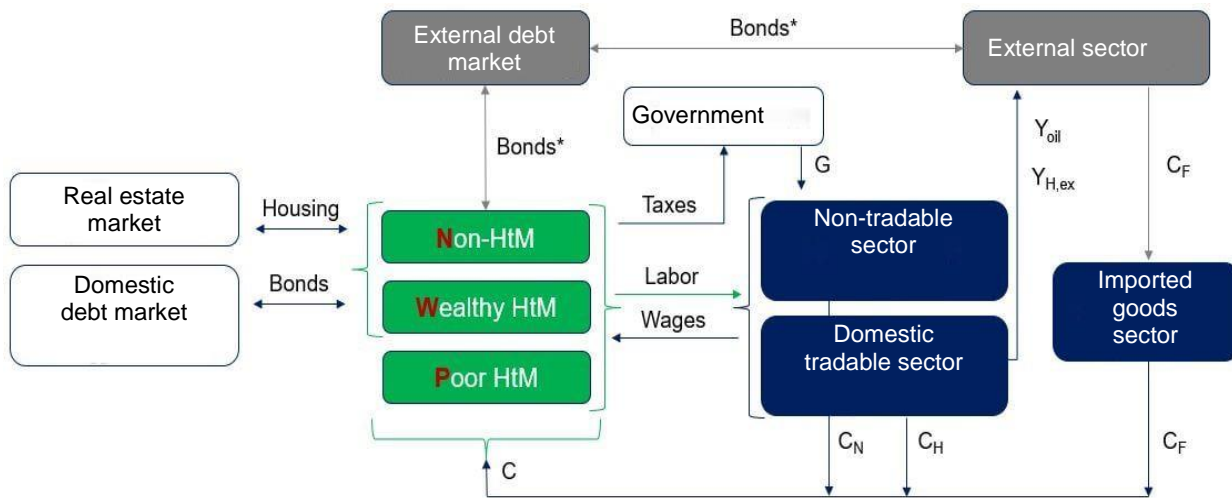 External debt
market
Bonds*
External sector
Government
Bonds*
Y_oil
G
C_F
Y_H,ex
Real estate
market
Housing
Taxes
Non-HtM
Non-tradable
sector
Domestic
debt market
Bonds
Labor
Imported
goods
sector
Wealthy HtM
Wages
Domestic
tradable sector
Poor HtM
C
C_N
C_H
C_F